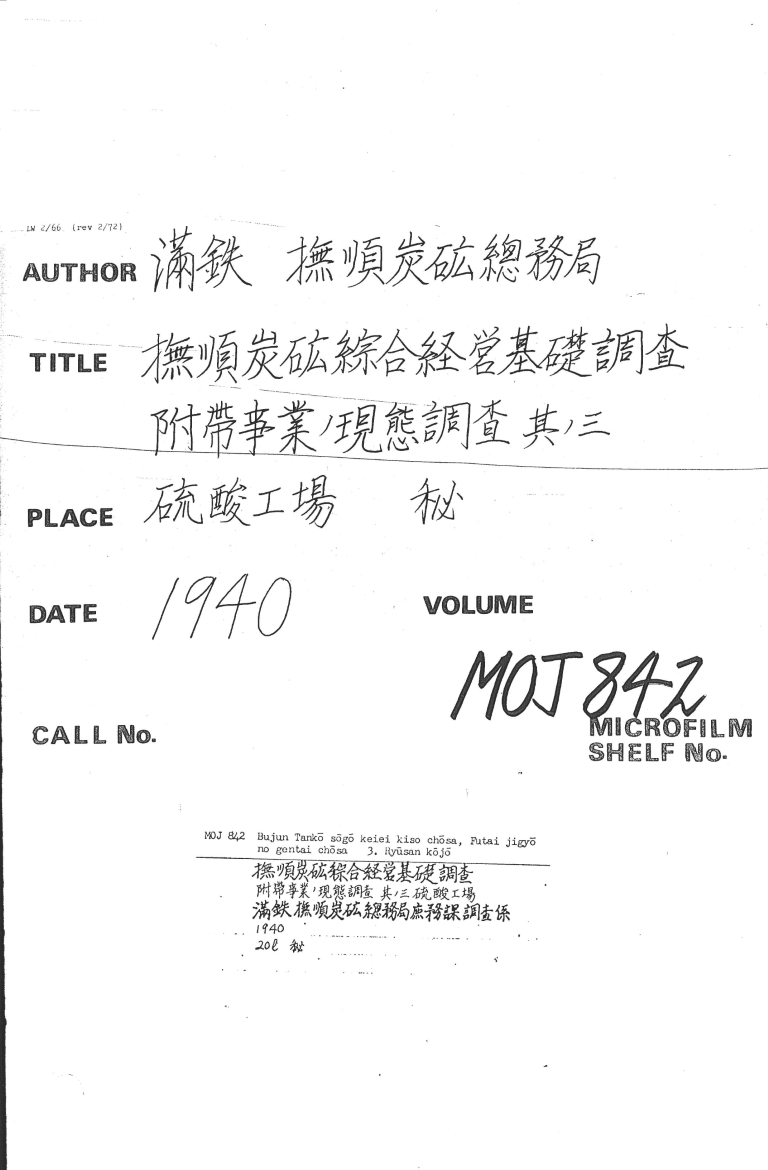 LW 2/66 (rev 2/72)
AUTHOR 滿鉄 撫順炭砿總務局
TITLE 撫順炭砿綜合経営基礎調査
附帶事業ノ現態調査 其ノ三
PLACE 硫酸工場 秘
DATE 1940 VOLUME
MOJ 842
CALL No. MICROFILM
SHELF No.
MOJ 842 Bujun Tankō sōgō keiei kiso chōsa, Futai jigyō
no gentai chōsa 3. Ryūsan kōjō
撫順炭砿綜合経営基礎調査
附帶事業ノ現態調査 其ノ三 硫酸工場
滿鉄撫順炭砿總務局庶務課調査係
1940
20ℓ 秘